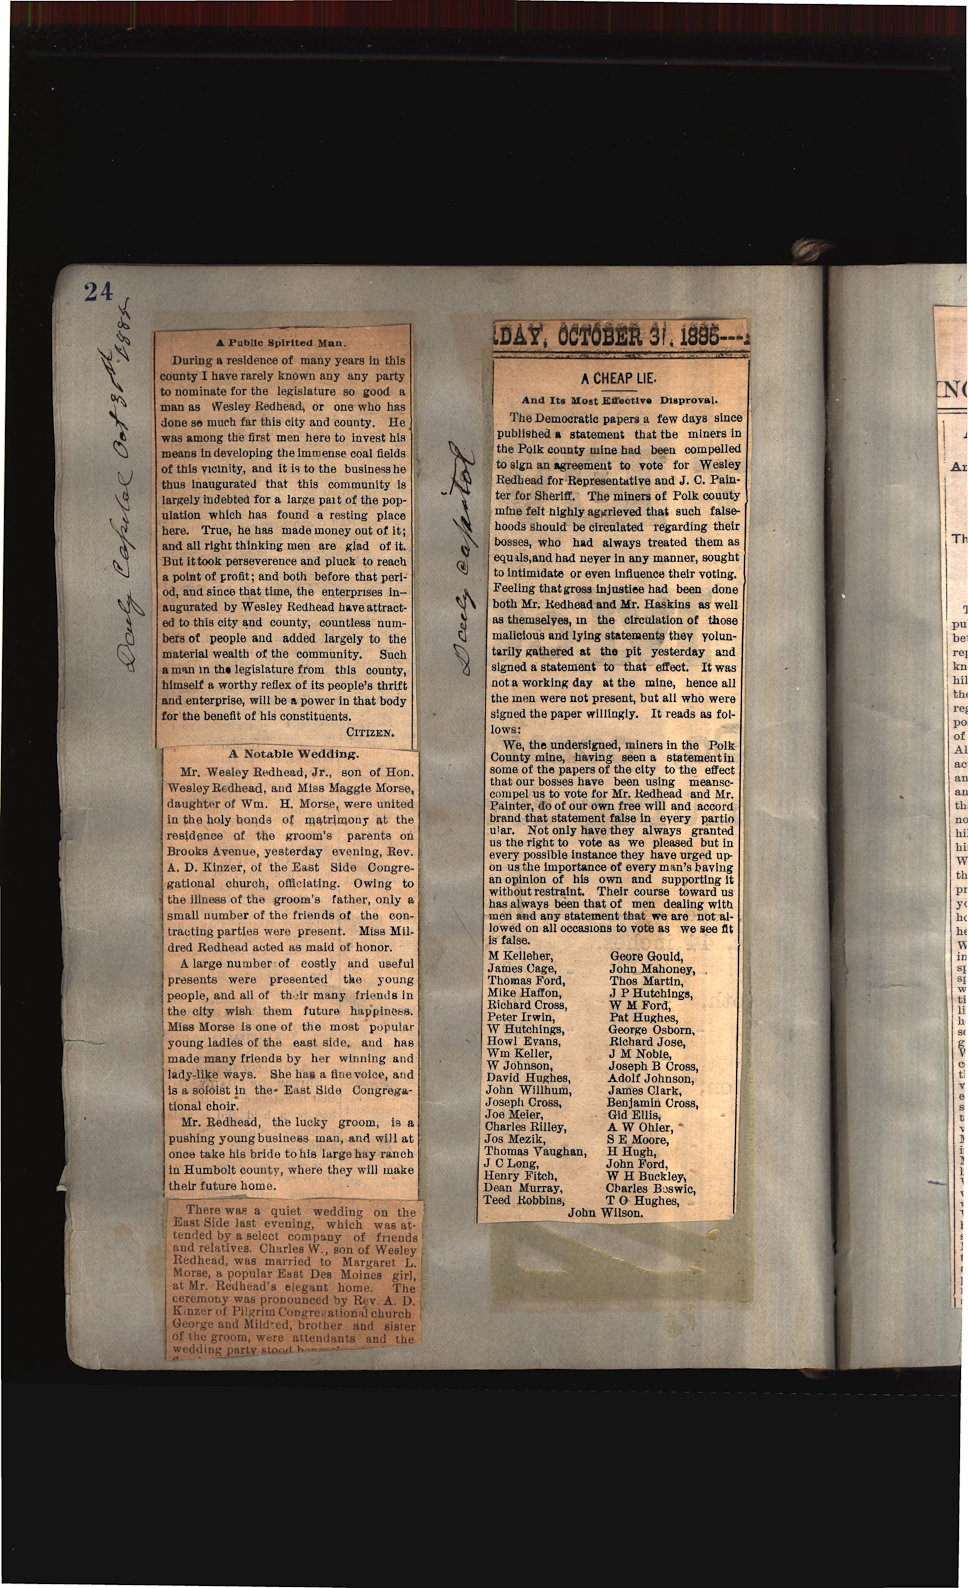 24
Daily Capital Oct 31st 1885
A Public Spirited Man.
During a residence of many years in this
county I have rarely known any any party
to nominate for the legislature so good a
man as Wesley Redhead, or one who has
done so much far this city and county. He
was among the first men here to invest his
means in developing the immense coal fields
of this vicinity, and it is to the business he
thus inaugurated that this community is
largely indebted for a large part of the pop-
ulation which has found a resting place
here. True, he has made money out of it;
and all right thinking men are glad of it.
But it took perseverence and pluck to reach
a point of profit; and both before that peri-
od, and since that time, the enterprises in-
augurated by Wesley Redhead have attract-
ed to this city and county, countless num-
bers of people and added largely to the
material wealth of the community. Such
a man in the legislature from this county,
himself a worthy reflex of its people's thrift
and enterprise, will be a power in that body
for the benefit of his constituents.
CITIZEN.
A Notable Wedding.
Mr. Wesley Redhead, Jr., son of Hon.
Wesley Redhead, and Miss Maggie Morse,
daughter of Wm. H. Morse, were united
in the holy bonds of matrimony at the
residence of the groom's parents on
Brooks Avenue, yesterday evening, Rev.
A. D. Kinzer, of the East Side Congre-
gational church, officiating. Owing to
the illness of the groom's father, only a
small number of the friends of the con-
tracting parties were present. Miss Mil-
dred Redhead acted as maid of honor.
A large number of costly and useful
presents were presented the young
people, and all of their many friends in
the city wish them future happiness.
Miss Morse is one of the most popular
young ladies of the east side, and has
made many friends by her winning and
lady-like ways. She has a fine voice, and
is a soloist in the East Side Congrega-
tional choir.
Mr. Redhead, the lucky groom, is a
pushing young business man, and will at
once take his bride to his large hay ranch
in Humbolt county, where they will make
their future home.
There was a quiet wedding on the
East Side last evening, which was at-
tended by a select company of friends
and relatives. Charles W., son of Wesley
Redhead, was married to Margaret L.
Morse, a popular East Des Moines girl,
at Mr. Redhead's elegant home. The
ceremony was pronounced by Rev. A. D.
Kinzer of Pilgrim Congregational church
George and Mildred, brother and sister
of the groom, were attendants and the
wedding party stood
Daily Capitol
DAY, OCTOBER 31, 1885---
A CHEAP LIE.
And Its Most Effective Disproval.
The Democratic papers a few days since
published a statement that the miners in
the Polk county mine had been compelled
to sign an agreement to vote for Wesley
Redhead for Representative and J. C. Pain-
ter for Sheriff. The miners of Polk county
mine felt highly aggrieved that such false-
hoods should be circulated regarding their
bosses, who had always treated them as
equals, and had never in any manner, sought
to intimidate or even influence their voting.
Feeling that gross injustice had been done
both Mr. Redhead and Mr. Haskins as well
as themselves, in the circulation of those
malicious and lying statements they volun-
tarily gathered at the pit yesterday and
signed a statement to that effect. It was
not a working day at the mine, hence all
the men were not present, but all who were
signed the paper willingly. It reads as fol-
lows:
We, the undersigned, miners in the Polk
County mine, having seen a statement in
some of the papers of the city to the effect
that our bosses have been using meansc-
compel us to vote for Mr. Redhead and Mr.
Painter, do of our own free will and accord
brand that statement false in every partio
ular. Not only have they always granted
us the right to vote as we pleased but in
every possible instance they have urged up-
on us the importance of every man's having
an opinion of his own and supporting it
without restraint. Their course toward us
has always been that of men dealing with
men and any statement that we are not al-
lowed on all occasions to vote as we see fit
is false.
M Kelleher, Geore Gould,
James Cage, John Mahoney,
Thomas Ford, Thos Martin,
Mike Haffon, J P Hutchings,
Richard Cross, W M Ford,
Peter Irwin, Pat Hughes,
W Hutchings, George Osborn,
Howl Evans, Richard Jose,
Wm Keller, J M Noble,
W Johnson, Joseph B Cross,
David Hughes, Adolf Johnson,
John Willhum, James Clark,
Joseph Cross, Benjamin Cross,
Joe Meier, Gid Ellis,
Charles Rilley, A W Ohler,
Jos Mezik, S E Moore,
Thomas Vaughan, H Hugh,
J C Long, John Ford,
Henry Fitch, W H Buckley,
Dean Murray, Charles Boswic,
Teed Robbins, T O Hughes,
John Wilson.